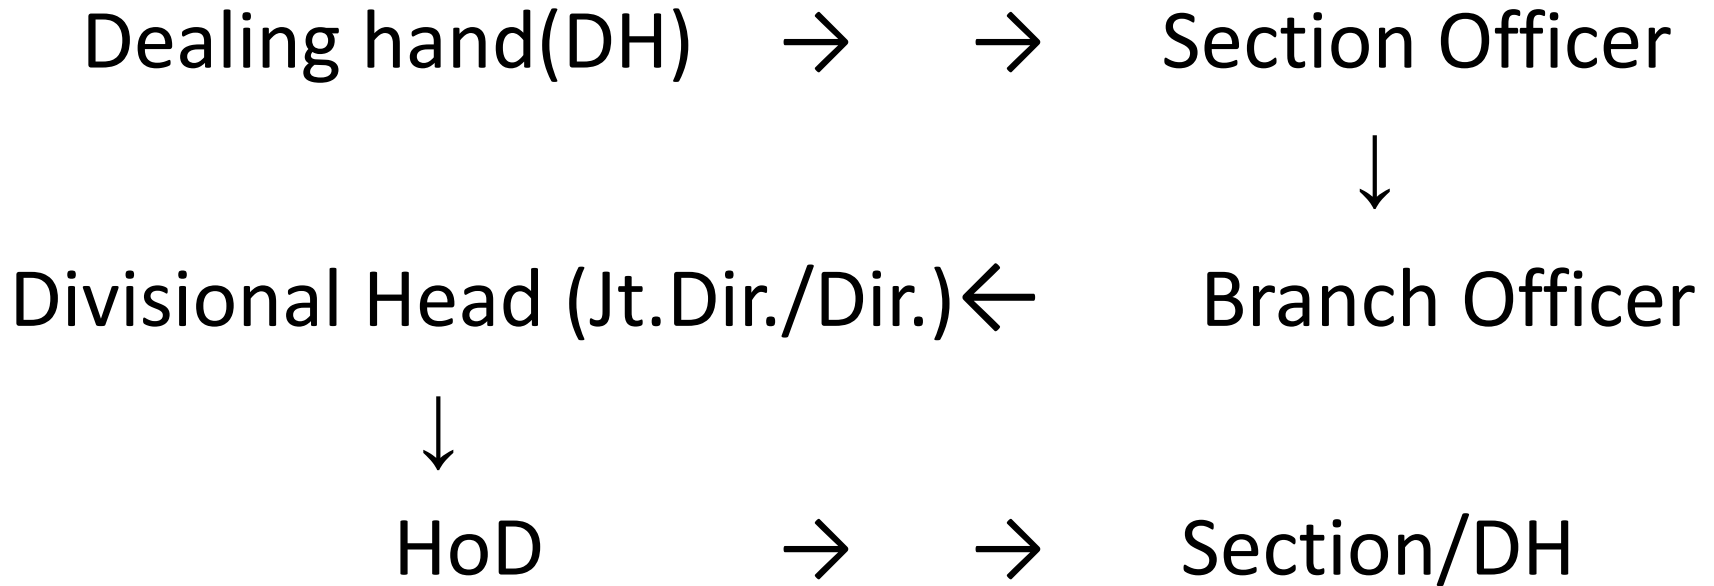 Dealing hand(DH) → → Section Officer
↓
Divisional Head (Jt.Dir./Dir.)← Branch Officer
↓
HoD → → Section/DH